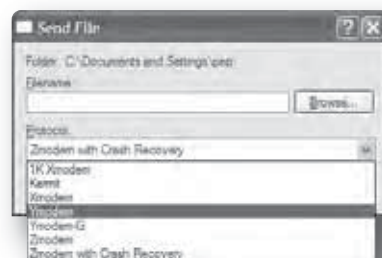 Send File
Folder: C:\Documents and Settings\
Filename:
Browse...
Protocol:
Zmodem with Crash Recovery
1K Xmodem
Kermit
Xmodem
Ymodem
Ymodem-G
Zmodem
Zmodem with Crash Recovery